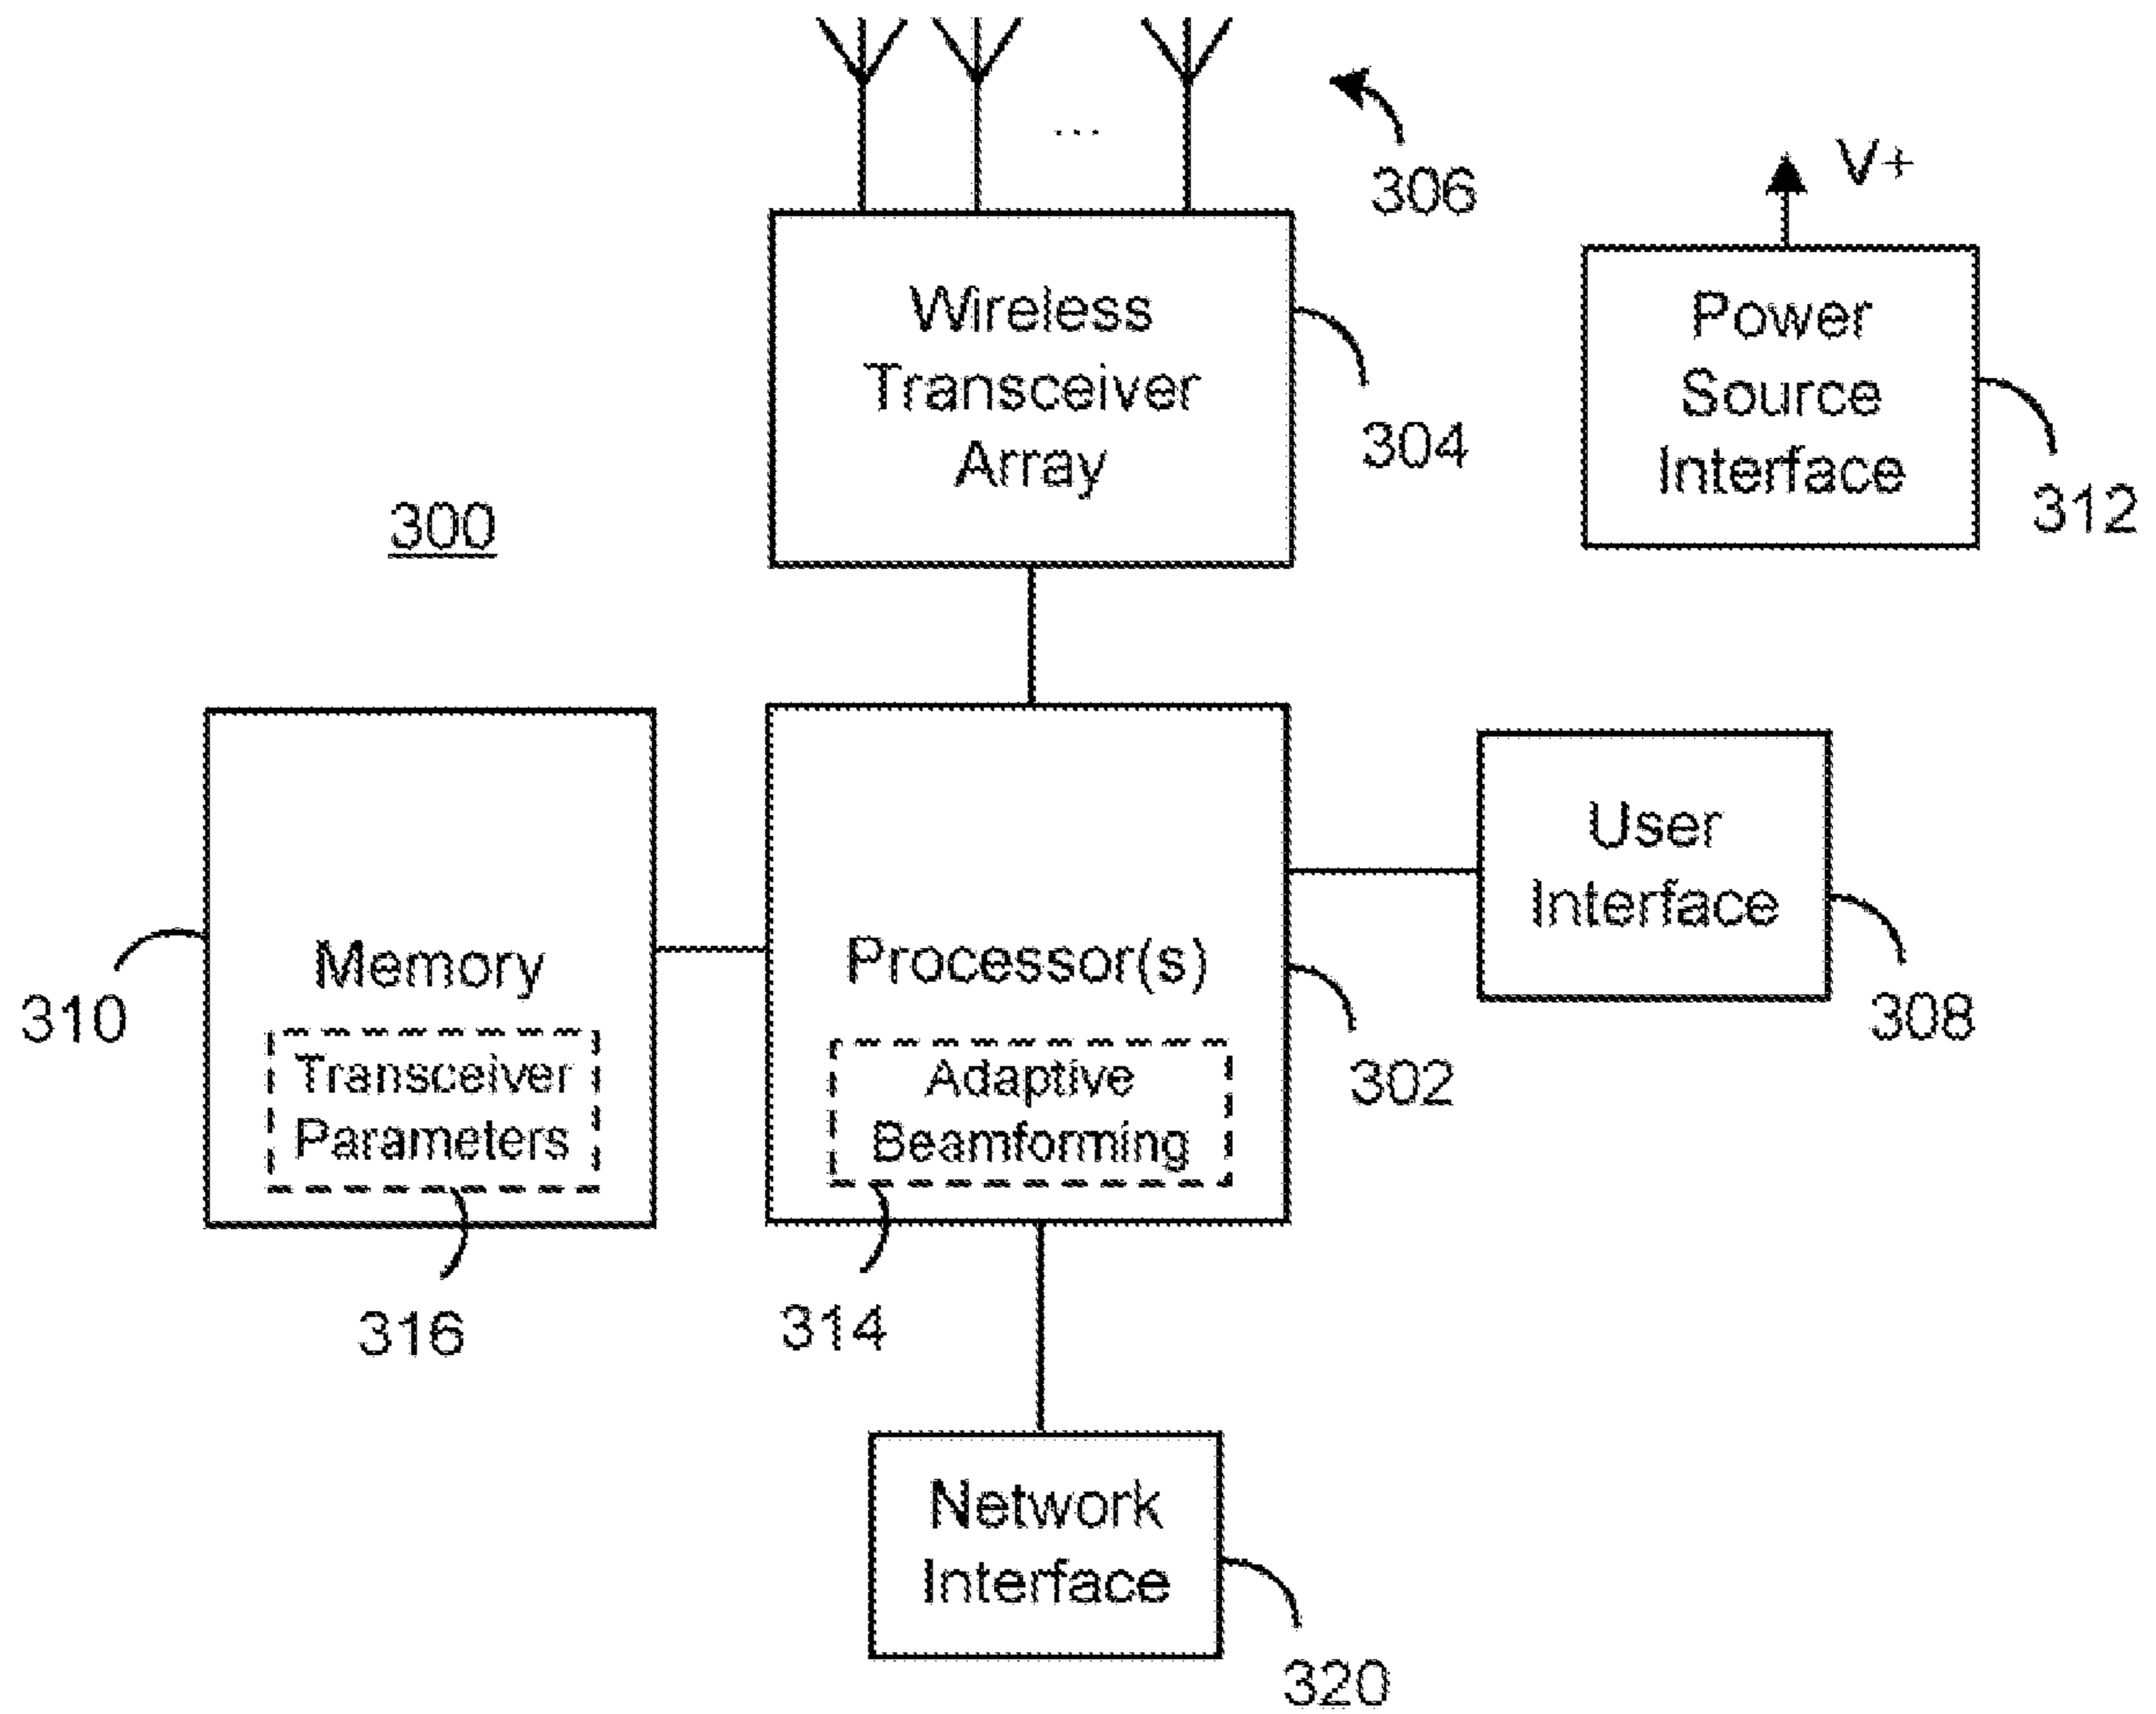 ...
306
V+
Wireless
Transceiver
Array
304
Power
Source
Interface
312
300
Memory
310
Transceiver
Parameters
316
Processor(s)
302
Adaptive
Beamforming
314
User
Interface
308
Network
Interface
320